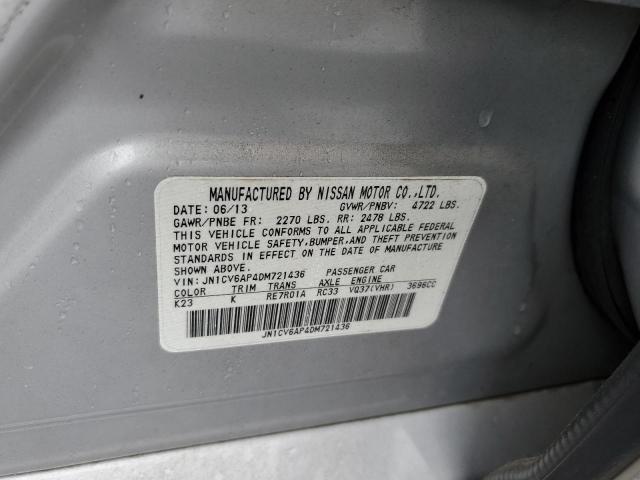 MANUFACTURED BY NISSAN MOTOR CO.,LTD.
DATE: 06/13 GVWR/PNBV: 4722 LBS.
GAWR/PNBE FR: 2270 LBS. RR: 2478 LBS.
THIS VEHICLE CONFORMS TO ALL APPLICABLE FEDERAL
MOTOR VEHICLE SAFETY,BUMPER,AND THEFT PREVENTION
STANDARDS IN EFFECT ON THE DATE OF MANUFACTURE
SHOWN ABOVE.
VIN: JN1CV6AP4DM721436 PASSENGER CAR
COLOR TRIM TRANS AXLE ENGINE
K23 K RE7R01A RC33 VQ37(VHR) 3696CC
JN1CV6AP4DM721436